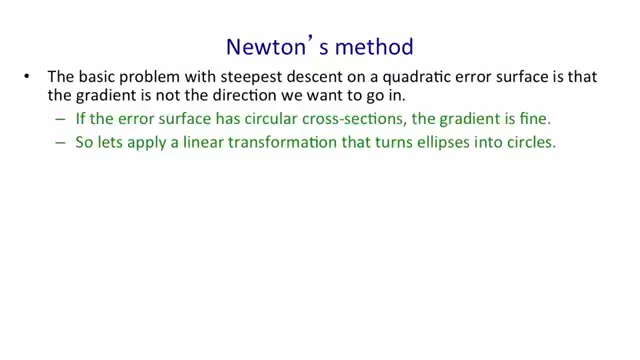 Newton's method
• The basic problem with steepest descent on a quadratic error surface is that
the gradient is not the direction we want to go in.
– If the error surface has circular cross-sections, the gradient is fine.
– So lets apply a linear transformation that turns ellipses into circles.